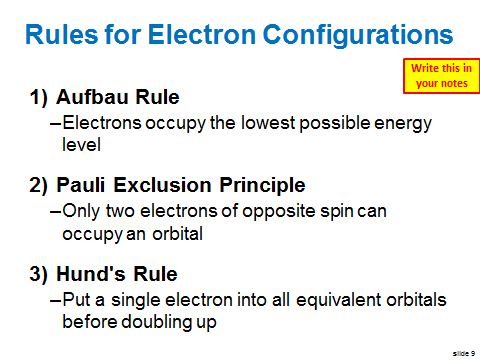 Rules for Electron Configurations
Write this in
your notes
1) Aufbau Rule
–Electrons occupy the lowest possible energy
level
2) Pauli Exclusion Principle
–Only two electrons of opposite spin can
occupy an orbital
3) Hund's Rule
–Put a single electron into all equivalent orbitals
before doubling up
slide 9